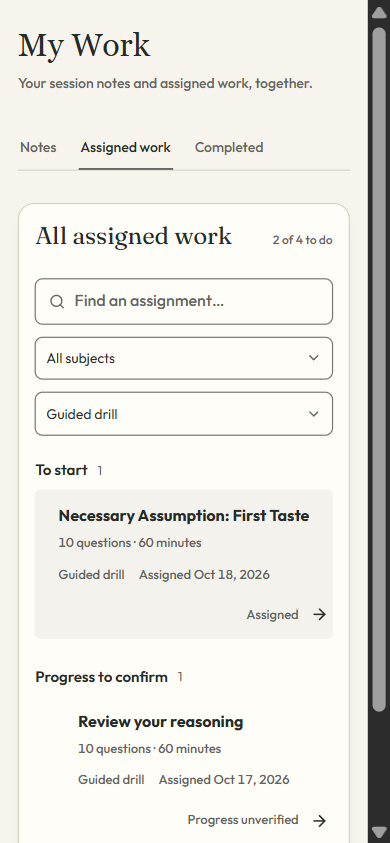 My Work
Your session notes and assigned work, together.
Notes Assigned work Completed
All assigned work 2 of 4 to do
Find an assignment...
All subjects
Guided drill
To start 1
Necessary Assumption: First Taste
10 questions · 60 minutes
Guided drill Assigned Oct 18, 2026
Assigned
Progress to confirm 1
Review your reasoning
10 questions · 60 minutes
Guided drill Assigned Oct 17, 2026
Progress unverified